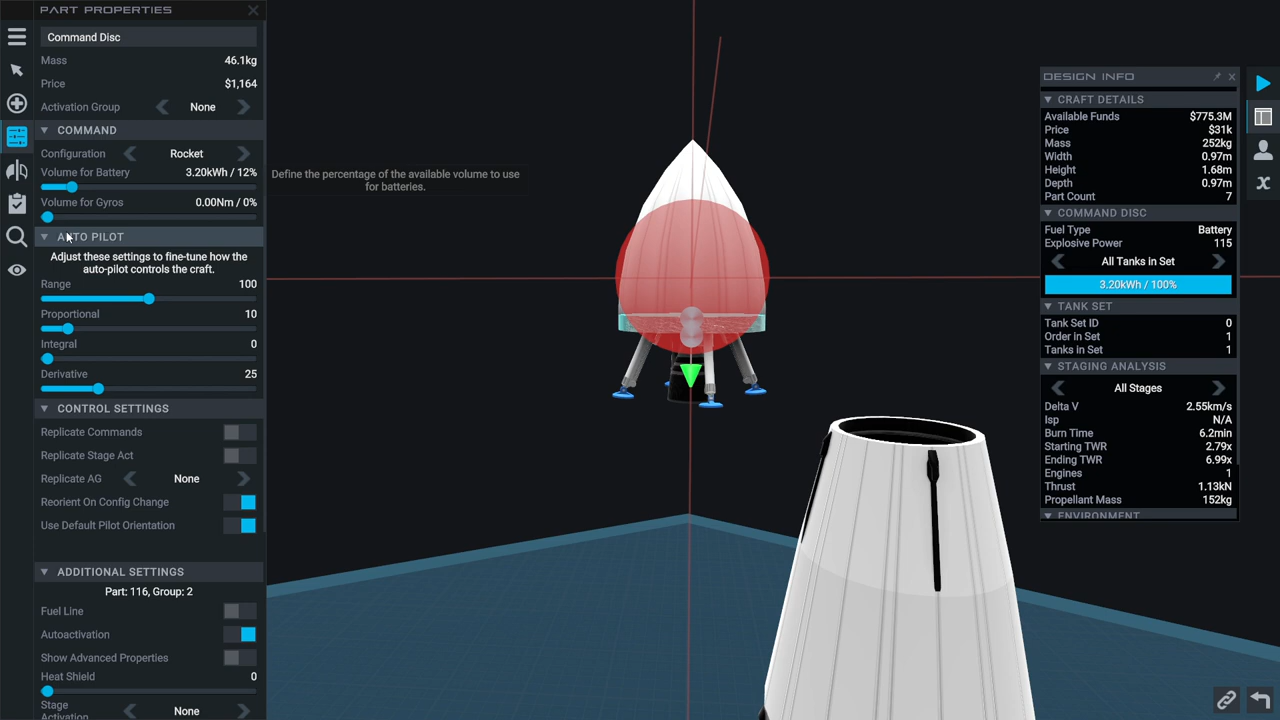 PART PROPERTIES
Command Disc
Mass 46.1kg
Price $1,164
Activation Group None
COMMAND
Configuration Rocket
Volume for Battery 3.20kWh / 12%
Volume for Gyros 0.00Nm / 0%
AUTO PILOT
Adjust these settings to fine-tune how the
auto-pilot controls the craft.
Range 100
Proportional 10
Integral 0
Derivative 25
CONTROL SETTINGS
Replicate Commands
Replicate Stage Act
Replicate AG None
Reorient On Config Change
Use Default Pilot Orientation
ADDITIONAL SETTINGS
Part: 116, Group: 2
Fuel Line
Autoactivation
Show Advanced Properties
Heat Shield 0
Stage
Activation None
Define the percentage of the available volume to use
for batteries.
DESIGN INFO
CRAFT DETAILS
Available Funds $775.3M
Price $31k
Mass 252kg
Width 0.97m
Height 1.68m
Depth 0.97m
Part Count 7
COMMAND DISC
Fuel Type Battery
Explosive Power 115
All Tanks in Set
3.20kWh / 100%
TANK SET
Tank Set ID 0
Order in Set 1
Tanks in Set 1
STAGING ANALYSIS
All Stages
Delta V 2.55km/s
Isp N/A
Burn Time 6.2min
Starting TWR 2.79x
Ending TWR 6.99x
Engines 1
Thrust 1.13kN
Propellant Mass 152kg
ENVIRONMENT